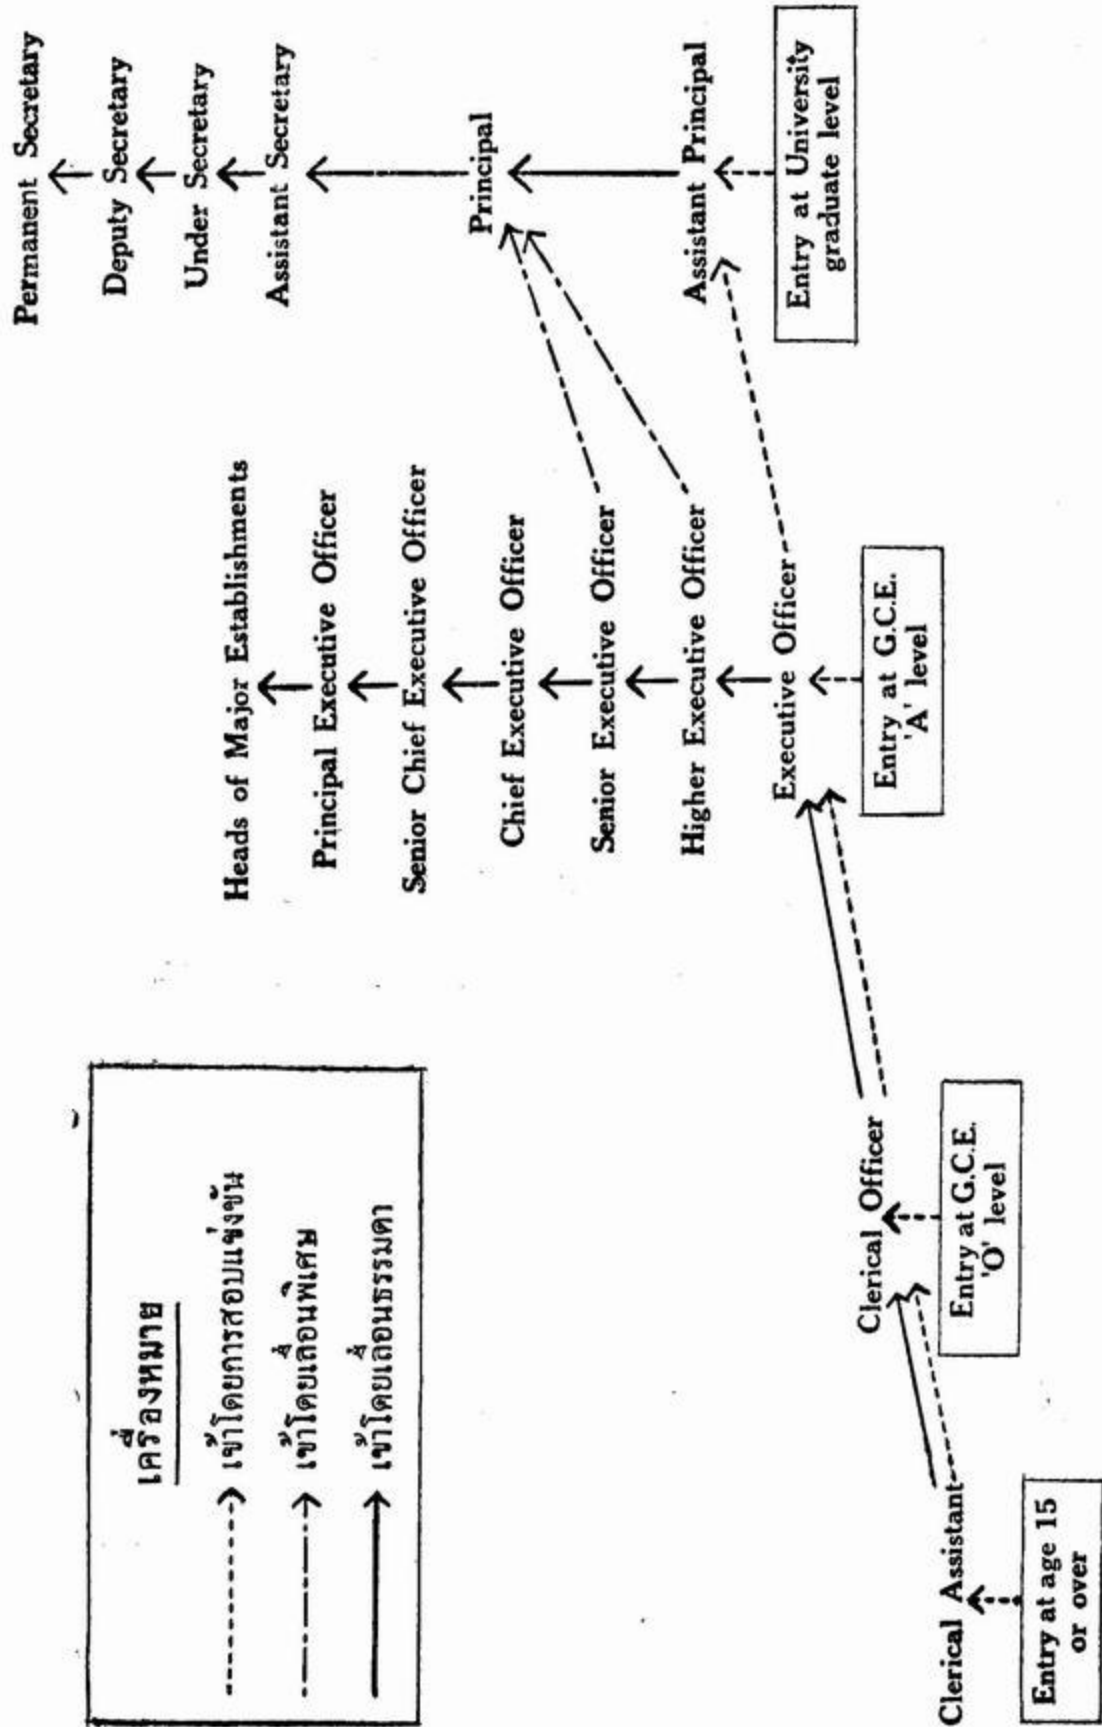 เครื่องหมาย
เข้าโดยการสอบแข่งขัน
เข้าโดยเลื่อนพิเศษ
เข้าโดยเลื่อนธรรมดา
Clerical Assistant
Entry at age 15
or over
Clerical Officer
Entry at G.C.E.
'O' level
Heads of Major Establishments
Principal Executive Officer
Senior Chief Executive Officer
Chief Executive Officer
Senior Executive Officer
Higher Executive Officer
Executive Officer
Entry at G.C.E.
'A' level
Permanent Secretary
Deputy Secretary
Under Secretary
Assistant Secretary
Principal
Assistant Principal
Entry at University
graduate level